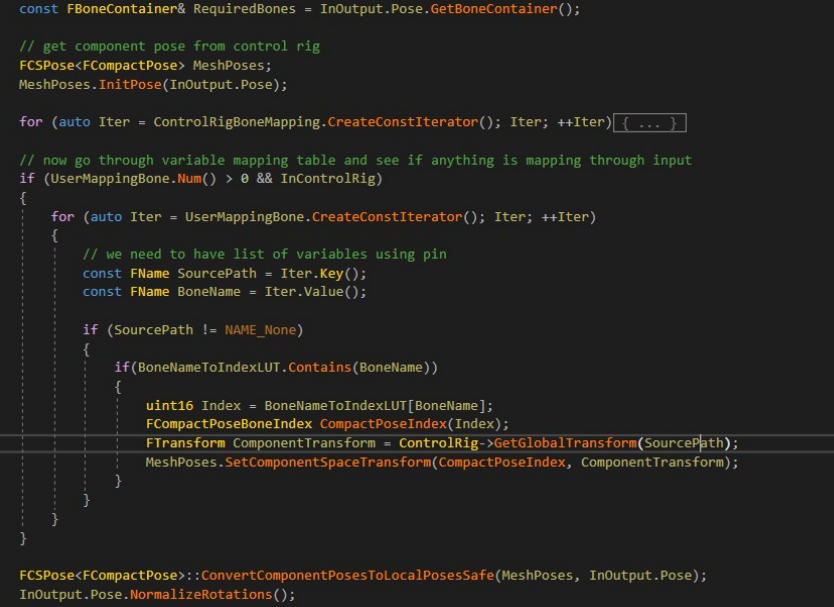 const FBoneContainer& RequiredBones = InOutput.Pose.GetBoneContainer();
// get component pose from control rig
FCSPose<FCompactPose> MeshPoses;
MeshPoses.InitPose(InOutput.Pose);
for (auto Iter = ControlRigBoneMapping.CreateConstIterator(); Iter; ++Iter){ ... }
// now go through variable mapping table and see if anything is mapping through input
if (UserMappingBone.Num() > 0 && InControlRig)
{
for (auto Iter = UserMappingBone.CreateConstIterator(); Iter; ++Iter)
{
// we need to have list of variables using pin
const FName SourcePath = Iter.Key();
const FName BoneName = Iter.Value();
if (SourcePath != NAME_None)
{
if(BoneNameToIndexLUT.Contains(BoneName))
{
uint16 Index = BoneNameToIndexLUT[BoneName];
FCompactPoseBoneIndex CompactPoseIndex(Index);
FTransform ComponentTransform = ControlRig->GetGlobalTransform(SourcePath);
MeshPoses.SetComponentSpaceTransform(CompactPoseIndex, ComponentTransform);
}
}
}
}
FCSPose<FCompactPose>::ConvertComponentPosesToLocalPosesSafe(MeshPoses, InOutput.Pose);
InOutput.Pose.NormalizeRotations();